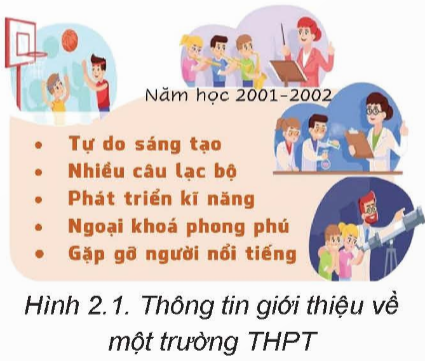 Năm học 2001-2002
• Tự do sáng tạo
• Nhiều câu lạc bộ
• Phát triển kĩ năng
• Ngoại khoá phong phú
• Gặp gỡ người nổi tiếng
Hình 2.1. Thông tin giới thiệu về
một trường THPT